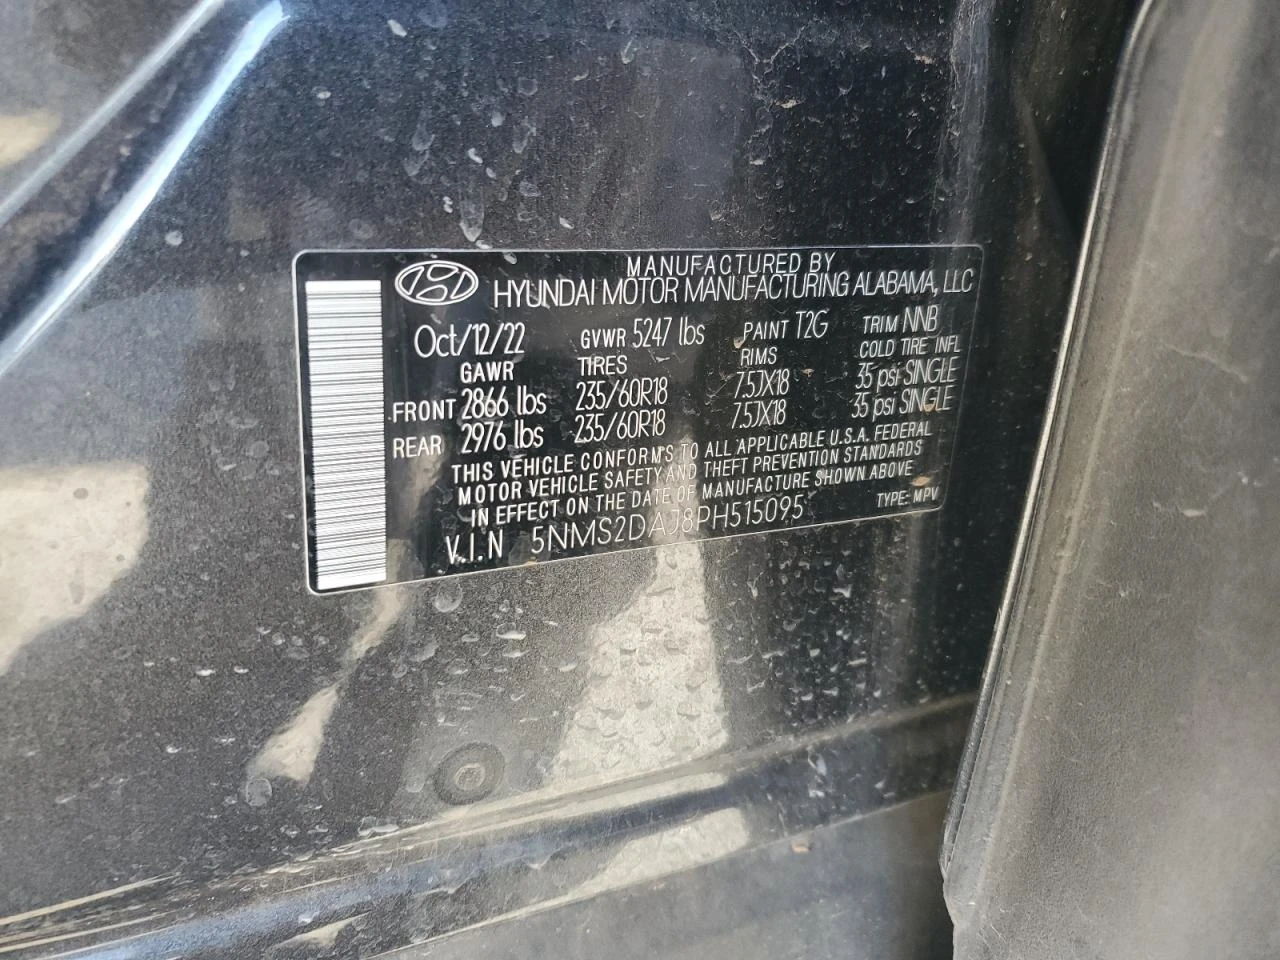 MANUFACTURED BY
HYUNDAI MOTOR MANUFACTURING ALABAMA, LLC
Oct/12/22 GVWR 5247 lbs PAINT T2G TRIM NNB
GAWR TIRES RIMS COLD TIRE INFL
FRONT 2866 lbs 235/60R18 7.5JX18 35 psi SINGLE
REAR 2976 lbs 235/60R18 7.5JX18 35 psi SINGLE
THIS VEHICLE CONFORMS TO ALL APPLICABLE U.S.A. FEDERAL
MOTOR VEHICLE SAFETY AND THEFT PREVENTION STANDARDS
IN EFFECT ON THE DATE OF MANUFACTURE SHOWN ABOVE
V.I.N 5NMS2DAJ8PH515095 TYPE: MPV